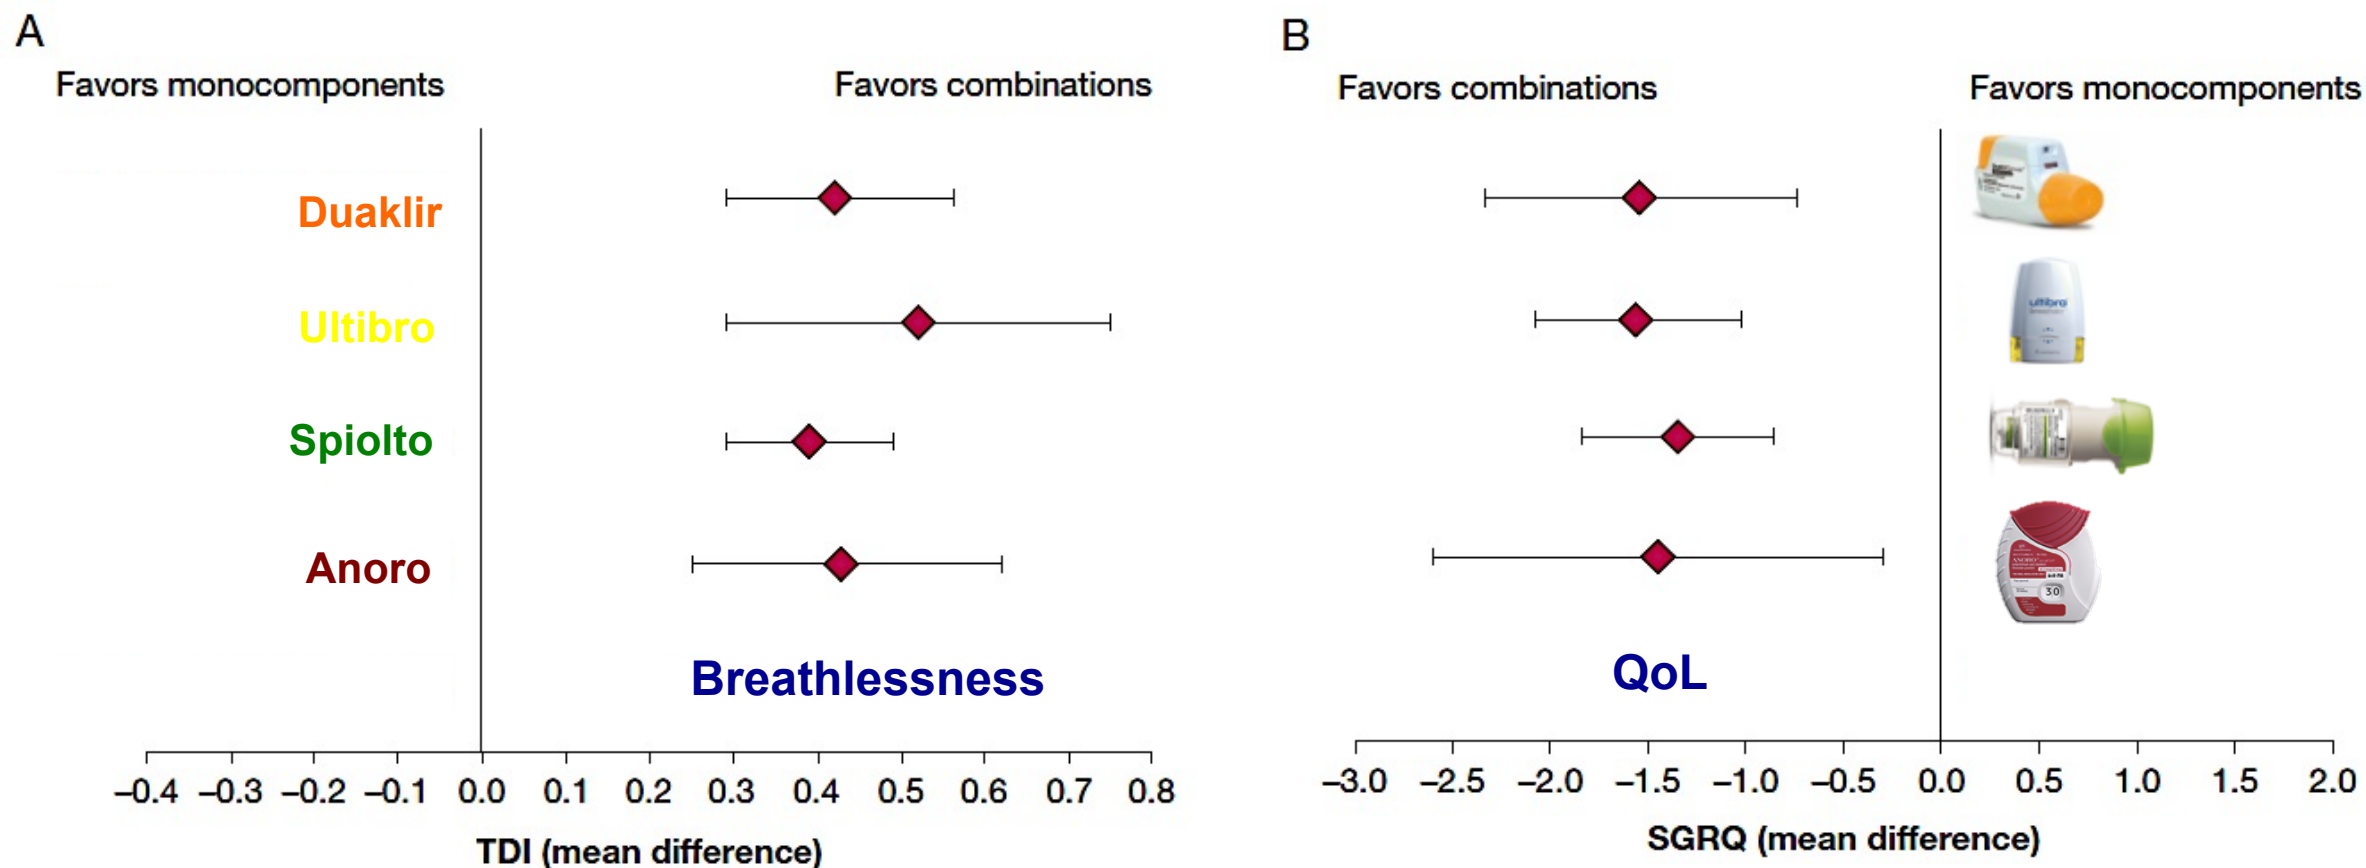 A
Favors monocomponents
Favors combinations
Duaklir
Ultibro
Spiolto
Anoro
Breathlessness
−0.4 −0.3 −0.2 −0.1 0.0 0.1 0.2 0.3 0.4 0.5 0.6 0.7 0.8
TDI (mean difference)
B
Favors combinations
Favors monocomponents
ultibro
ANORO
30
QoL
−3.0 −2.5 −2.0 −1.5 −1.0 −0.5 0.0 0.5 1.0 1.5 2.0
SGRQ (mean difference)